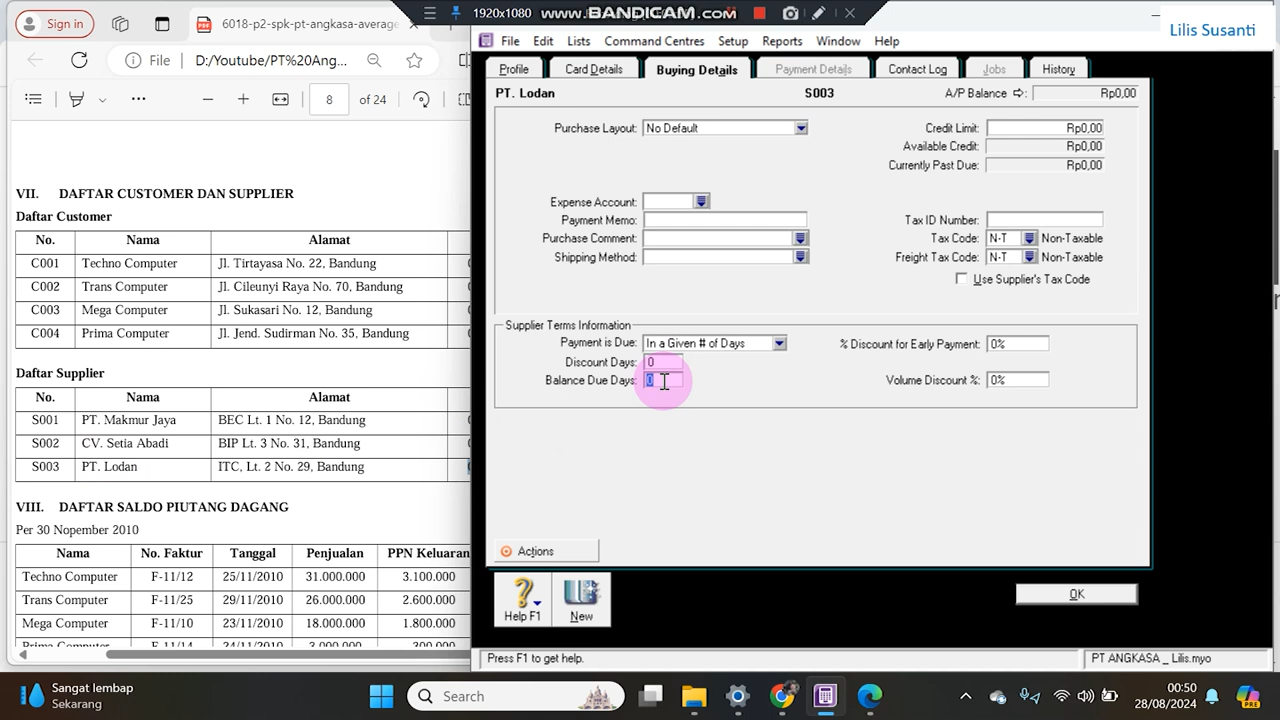 Sign in
6018-p2-spk-pt-angkasa-average
1920x1080
www.BANDICAM.com
Lilis Susanti
File
D:/Youtube/PT%20Ang...
8
of 24
File Edit Lists Command Centres Setup Reports Window Help
Profile
Card Details
Buying Details
Payment Details
Contact Log
Jobs
History
PT. Lodan
S003
A/P Balance
Rp0,00
Purchase Layout: No Default
Credit Limit: Rp0,00
Available Credit: Rp0,00
Currently Past Due: Rp0,00
Expense Account:
Payment Memo:
Tax ID Number:
Purchase Comment:
Tax Code: N-T Non-Taxable
Shipping Method:
Freight Tax Code: N-T Non-Taxable
Use Supplier's Tax Code
Supplier Terms Information
Payment is Due: In a Given # of Days
% Discount for Early Payment: 0%
Discount Days: 0
Balance Due Days: 0
Volume Discount %: 0%
Actions
Help F1
New
OK
Press F1 to get help.
PT ANGKASA _ Lilis.myo
VII. DAFTAR CUSTOMER DAN SUPPLIER
Daftar Customer
No. Nama Alamat
C001 Techno Computer Jl. Tirtayasa No. 22, Bandung
C002 Trans Computer Jl. Cileunyi Raya No. 70, Bandung
C003 Mega Computer Jl. Sukasari No. 12, Bandung
C004 Prima Computer Jl. Jend. Sudirman No. 35, Bandung
Daftar Supplier
No. Nama Alamat
S001 PT. Makmur Jaya BEC Lt. 1 No. 12, Bandung
S002 CV. Setia Abadi BIP Lt. 3 No. 31, Bandung
S003 PT. Lodan ITC, Lt. 2 No. 29, Bandung
VIII. DAFTAR SALDO PIUTANG DAGANG
Per 30 Nopember 2010
Nama No. Faktur Tanggal Penjualan PPN Keluaran
Techno Computer F-11/12 25/11/2010 31.000.000 3.100.000
Trans Computer F-11/25 29/11/2010 26.000.000 2.600.000
Mega Computer F-11/10 23/11/2010 18.000.000 1.800.000
Prima Computer F-11/14 24/11/2010 3.000.000 300.000
Sangat lembap
Sekarang
Search
00:50
28/08/2024